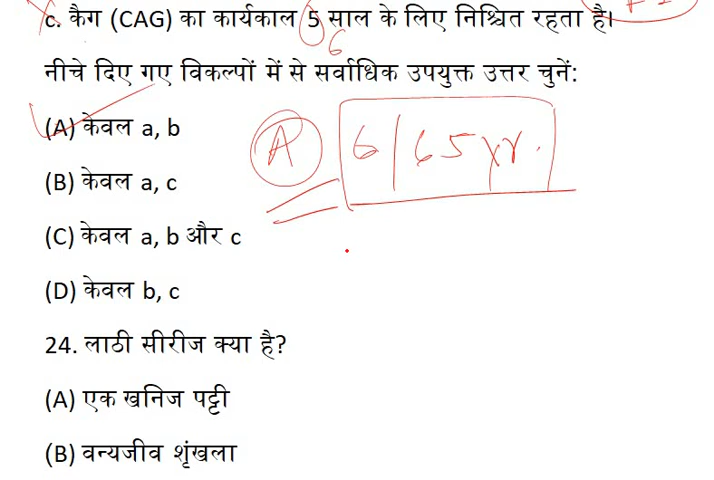 c. कैग (CAG) का कार्यकाल 5 साल के लिए निश्चित रहता है।
6
नीचे दिए गए विकल्पों में से सर्वाधिक उपयुक्त उत्तर चुनें:
(A) केवल a, b
A 6 65 yr.
(B) केवल a, c
(C) केवल a, b और c
(D) केवल b, c
24. लाठी सीरीज क्या है?
(A) एक खनिज पट्टी
(B) वन्यजीव शृंखला